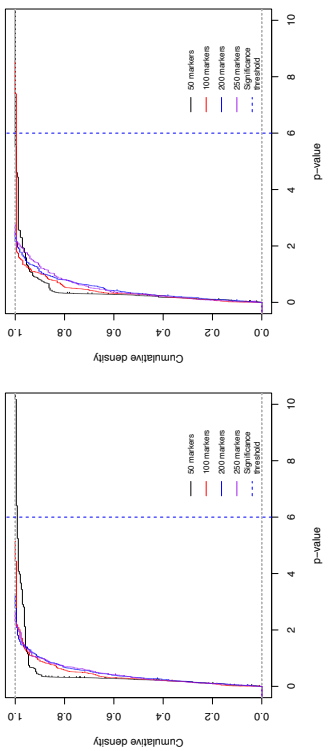 Cumulative density
1.0
0.8
0.6
0.4
0.2
0.0
50 markers
100 markers
200 markers
250 markers
Significance
threshold
0 2 4 6 8 10
p-value
Cumulative density
1.0
0.8
0.6
0.4
0.2
0.0
50 markers
100 markers
200 markers
250 markers
Significance
threshold
0 2 4 6 8 10
p-value